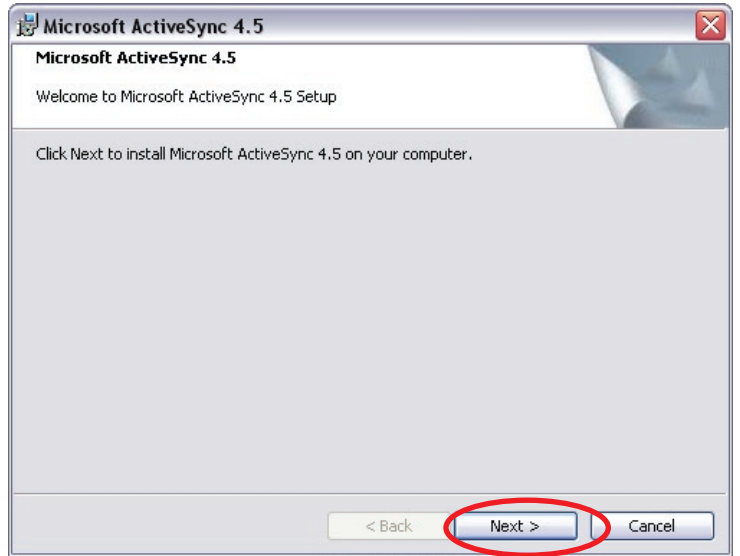 Microsoft ActiveSync 4.5
Microsoft ActiveSync 4.5
Welcome to Microsoft ActiveSync 4.5 Setup
Click Next to install Microsoft ActiveSync 4.5 on your computer.
< Back Next > Cancel